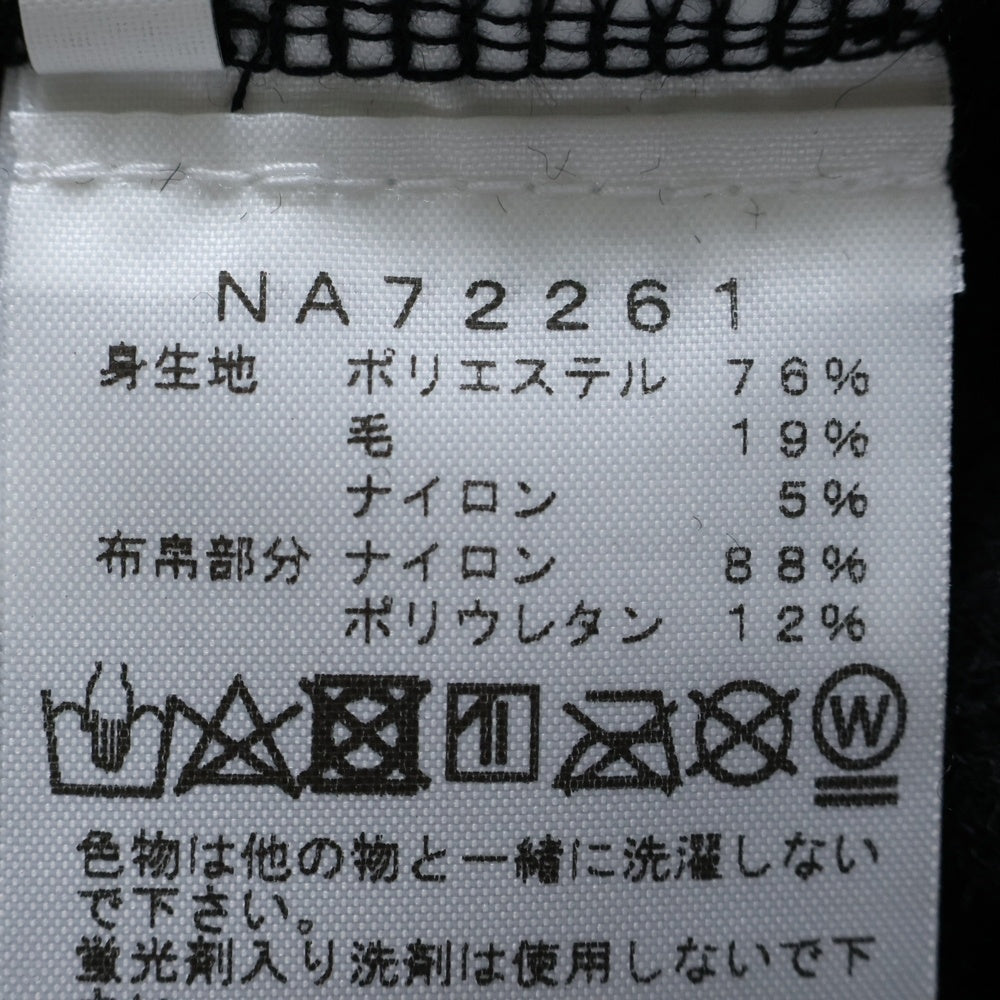 NA72261
身生地 ポリエステル 76%
毛 19%
ナイロン 5%
布帛部分 ナイロン 88%
ポリウレタン 12%
W
色物は他の物と一緒に洗濯しない
で下さい。
蛍光剤入り洗剤は使用しないで下